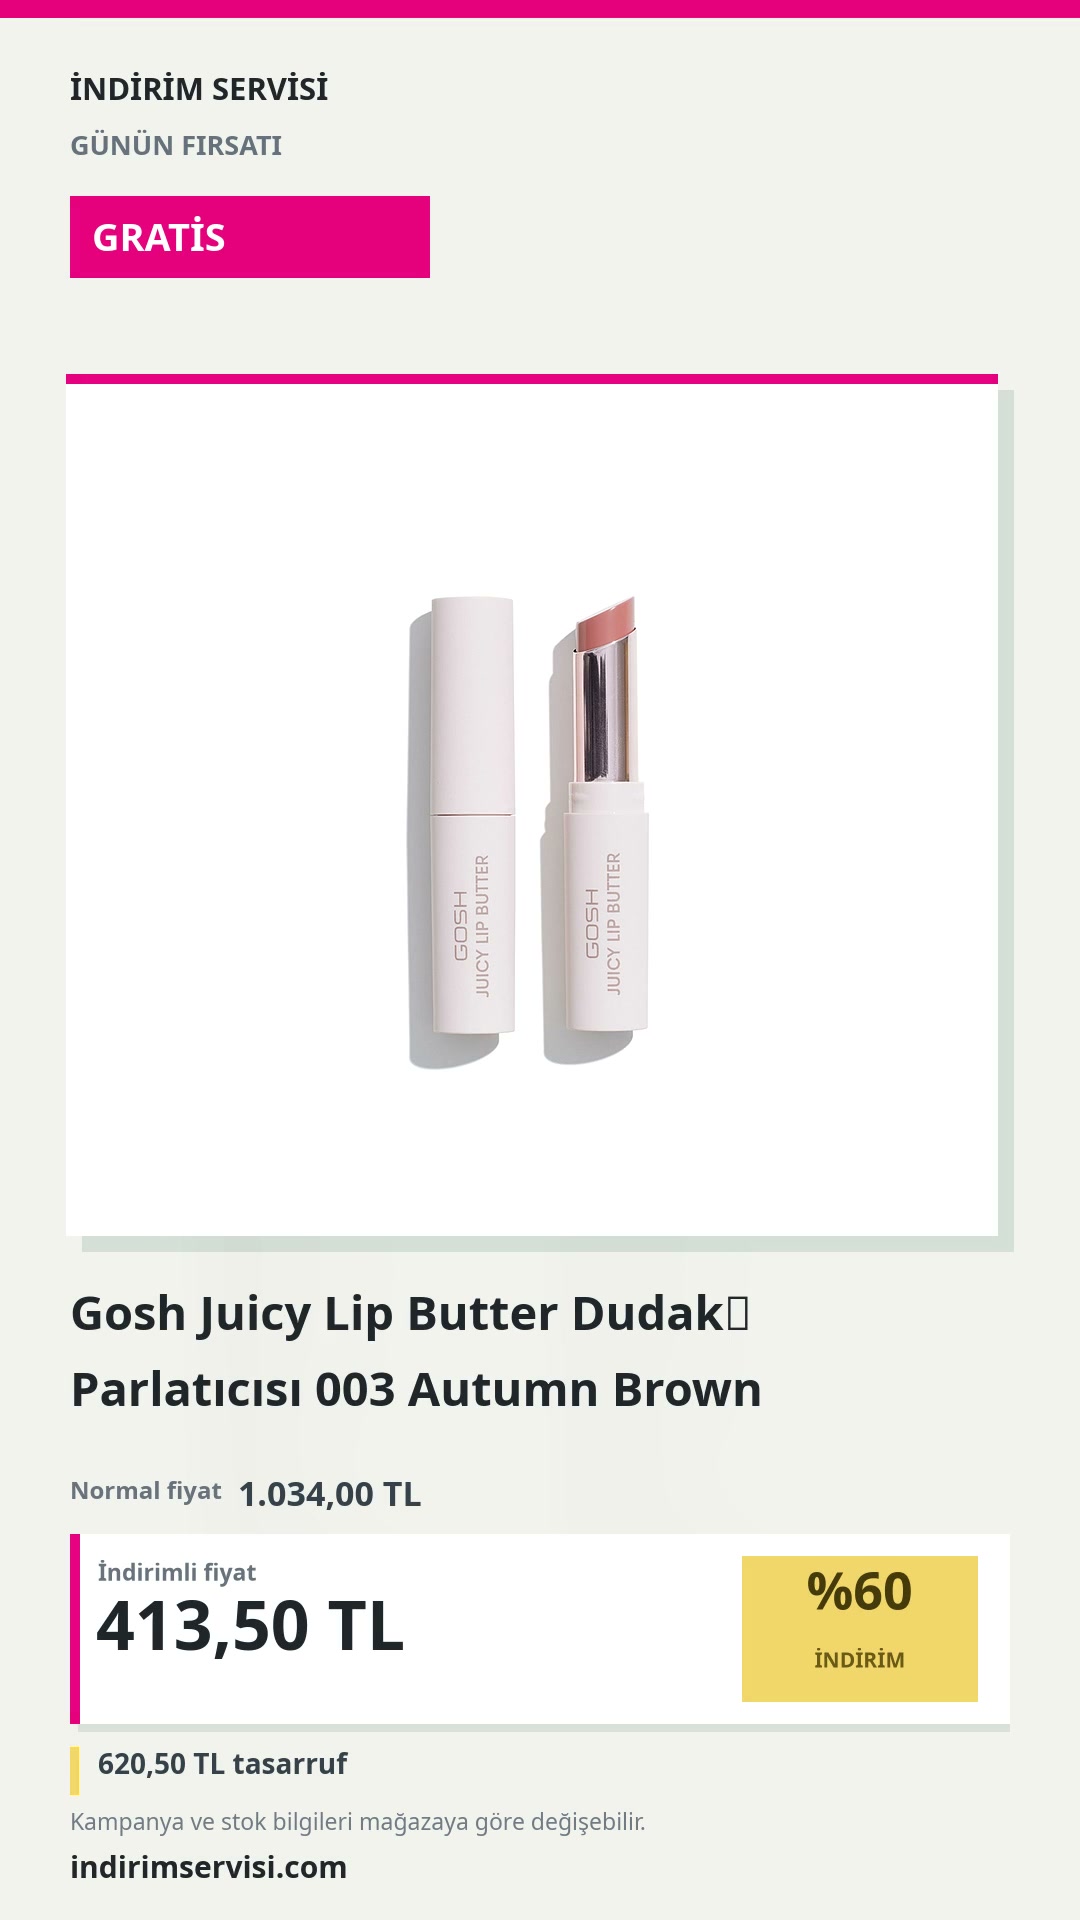 İNDİRİM SERVİSİ
GÜNÜN FIRSATI
GRATİS
GOSH
JUICY LIP BUTTER
GOSH
JUICY LIP BUTTER
Gosh Juicy Lip Butter Dudak
Parlatıcısı 003 Autumn Brown
Normal fiyat 1.034,00 TL
İndirimli fiyat
413,50 TL
%60
İNDİRİM
620,50 TL tasarruf
Kampanya ve stok bilgileri mağazaya göre değişebilir.
indirimservisi.com